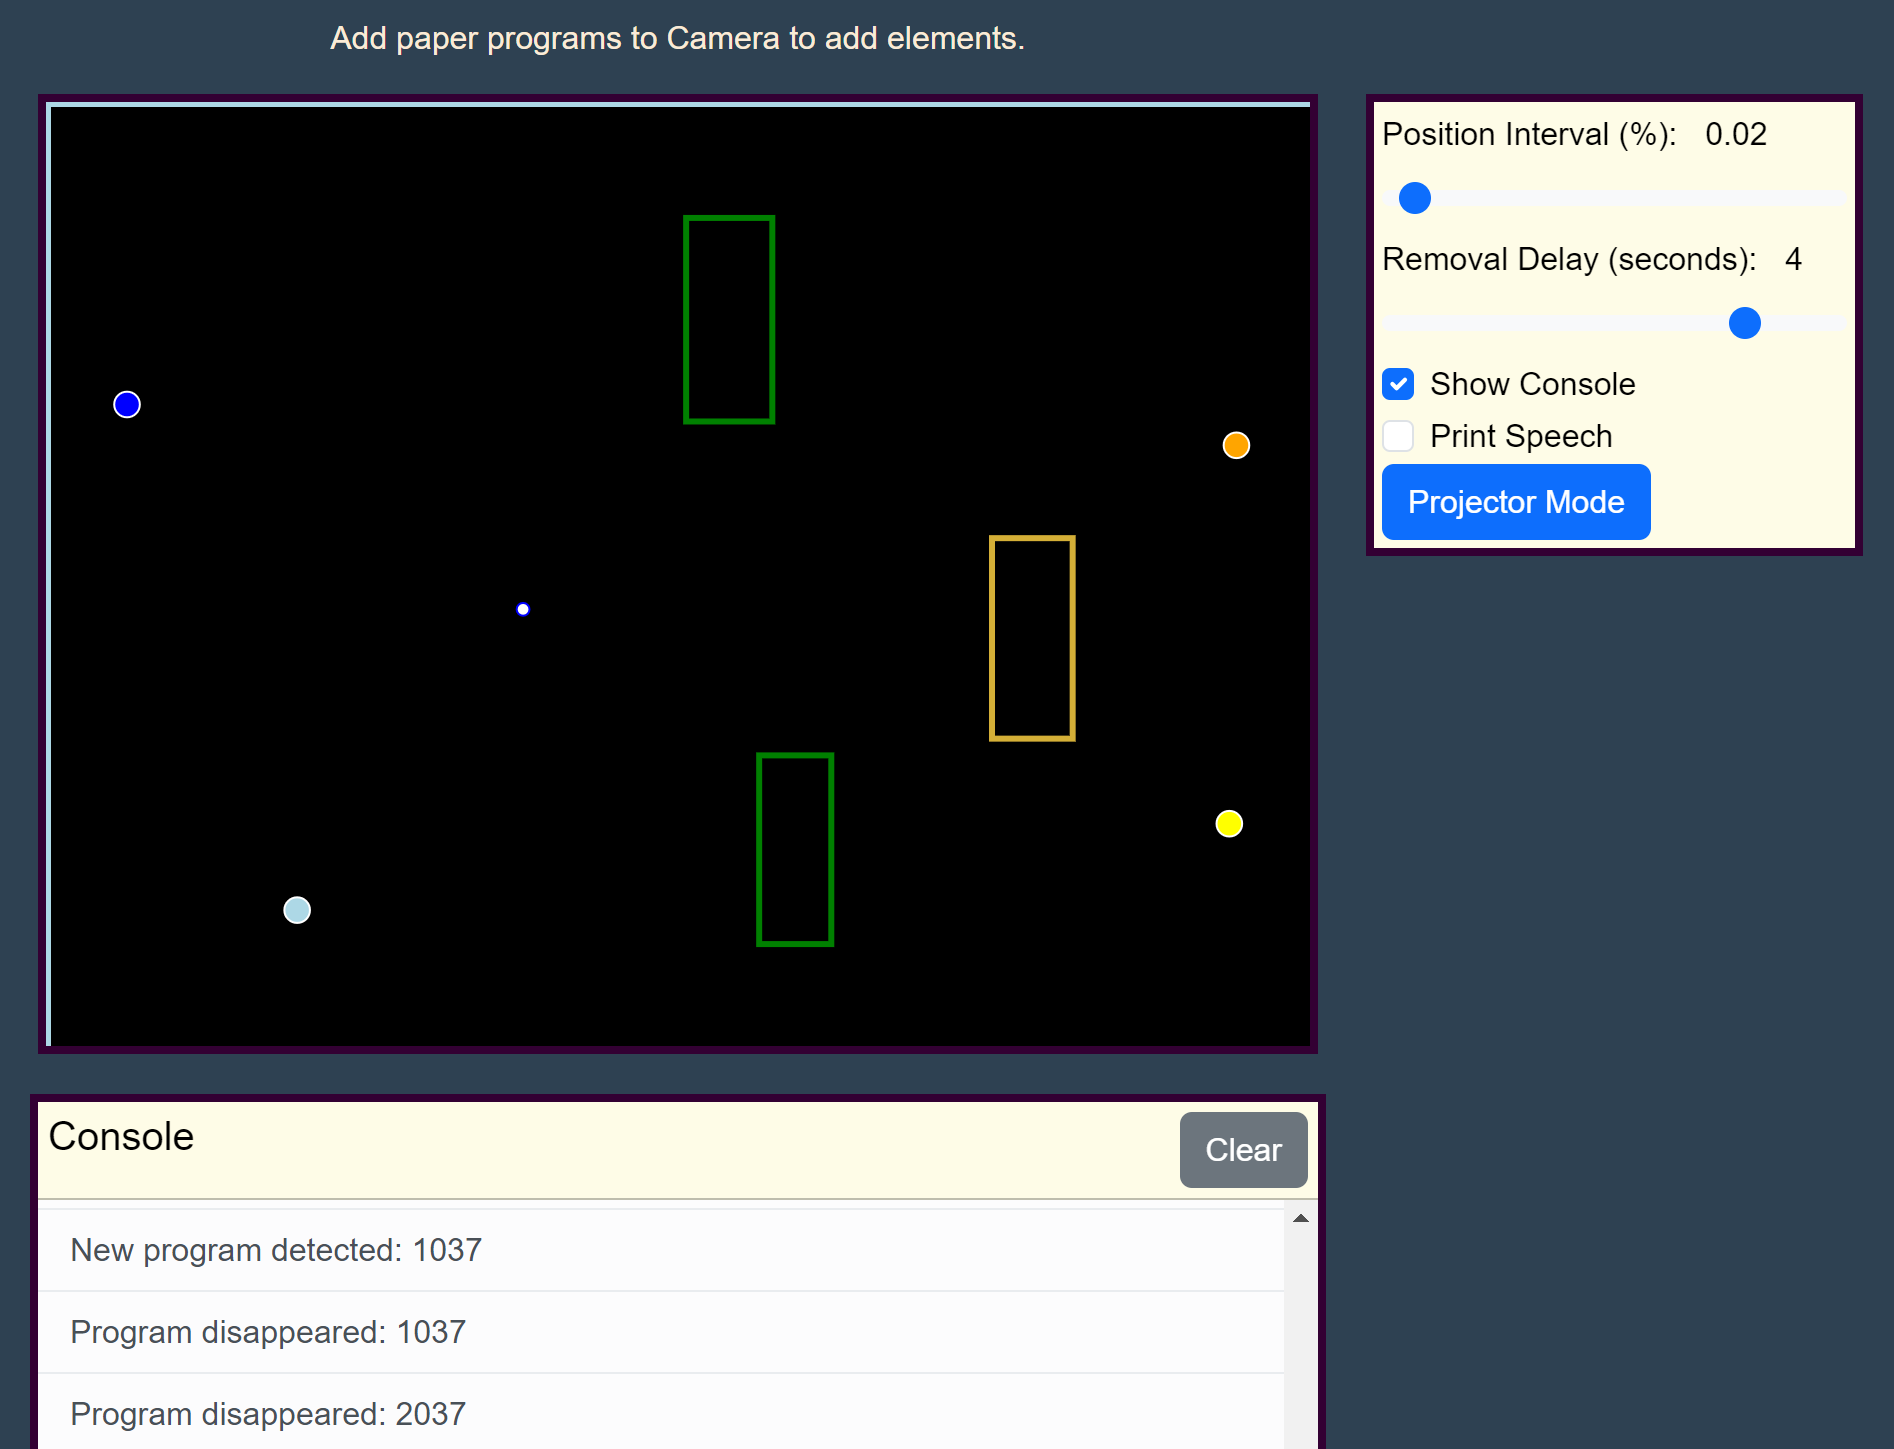 Add paper programs to Camera to add elements.
Position Interval (%): 0.02
Removal Delay (seconds): 4
Show Console
Print Speech
Projector Mode
Console
Clear
New program detected: 1037
Program disappeared: 1037
Program disappeared: 2037